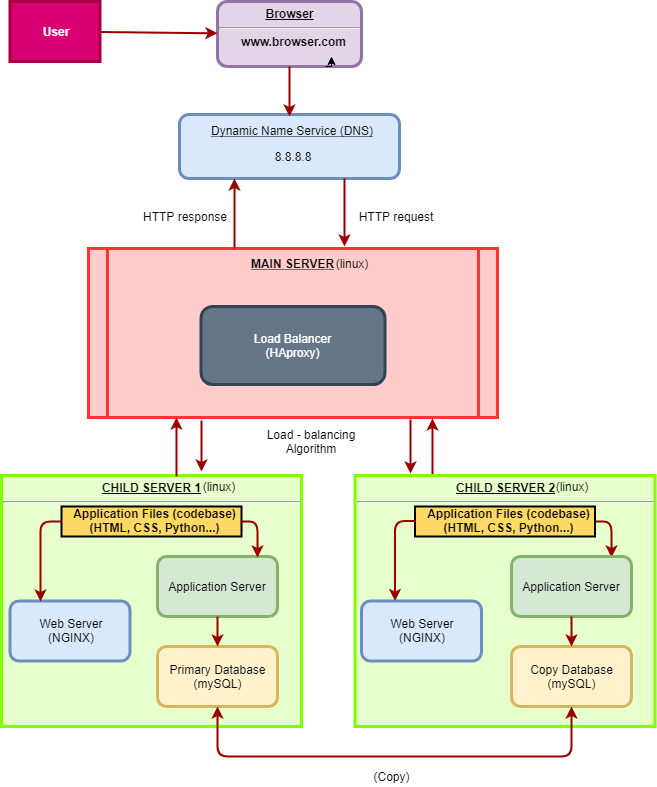 User
Browser
www.browser.com
Dynamic Name Service (DNS)
8.8.8.8
HTTP response
HTTP request
MAIN SERVER (linux)
Load Balancer
(HAproxy)
Load - balancing
Algorithm
CHILD SERVER 1 (linux)
Application Files (codebase)
(HTML, CSS, Python...)
Application Server
Web Server
(NGINX)
Primary Database
(mySQL)
CHILD SERVER 2 (linux)
Application Files (codebase)
(HTML, CSS, Python...)
Application Server
Web Server
(NGINX)
Copy Database
(mySQL)
(Copy)